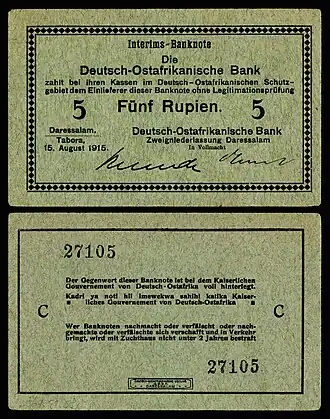 Interims-Banknote
Die
Deutsch-Ostafrikanische Bank
zahlt bei ihren Kassen im Deutsch-Ostafrikanischen Schutz-
gebiet dem Einlieferer dieser Banknote ohne Legitimationsprüfung
5 Fünf Rupien. 5
Daressalam, Deutsch-Ostafrikanische Bank
Tabora, Zweigniederlassung Daressalam
15. August 1915. In Vollmacht
27105
Der Gegenwert dieser Banknote ist bei dem Kaiserlichen
Gouvernement von Deutsch-Ostafrika voll hinterlegt.
Kadri ya noti hii imewekwa sahihi katika Kaiser-
liches Gouvernement von Deutsch-Ostafrika
C C
Wer Banknoten nachmacht oder verfälscht oder nach-
gemachte oder verfälschte sich verschafft und in Verkehr
bringt, wird mit Zuchthaus nicht unter 2 Jahren bestraft
27105